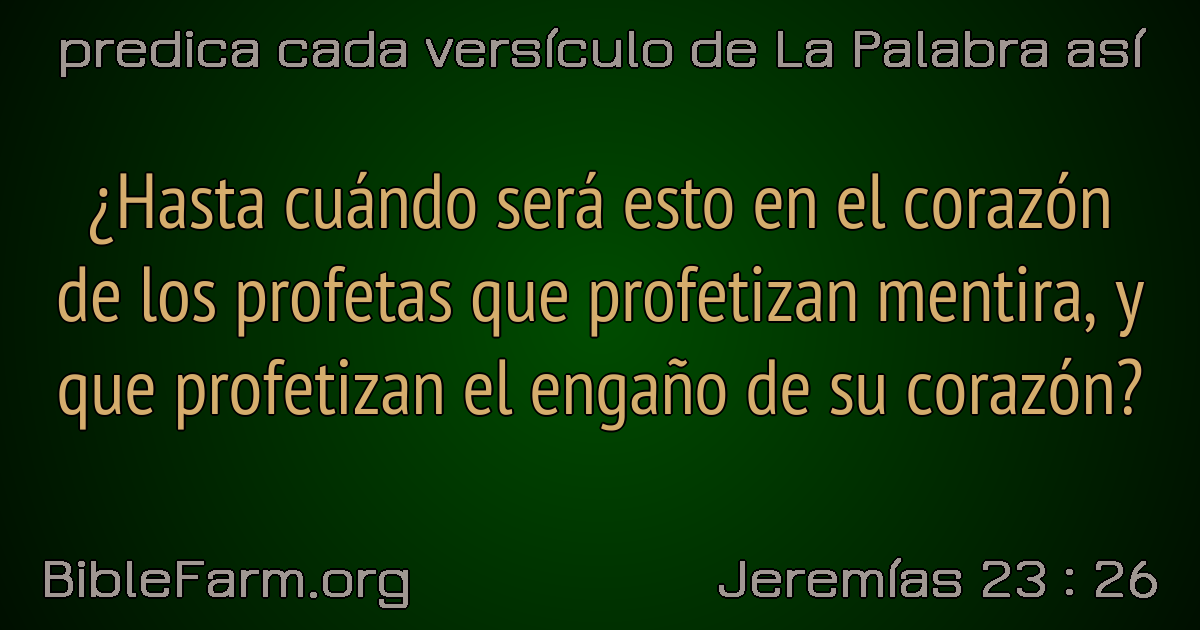 predica cada versículo de La Palabra así
¿Hasta cuándo será esto en el corazón
de los profetas que profetizan mentira, y
que profetizan el engaño de su corazón?
BibleFarm.org
Jeremías 23 : 26